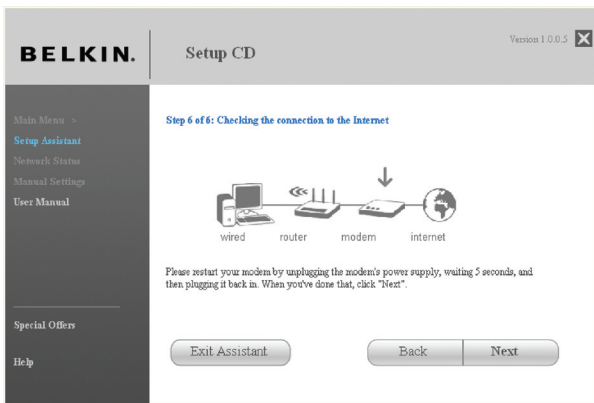 BELKIN.
Setup CD
Version 1.0.0.5
Main Menu >
Setup Assistant
Network Status
Manual Settings
User Manual
Special Offers
Help
Step 6 of 6: Checking the connection to the Internet
wired router modem internet
Please restart your modem by unplugging the modem's power supply, waiting 5 seconds, and
then plugging it back in. When you've done that, click "Next".
Exit Assistant
Back
Next